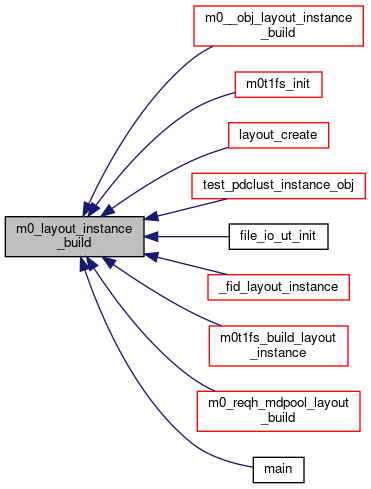 m0__obj_layout_instance
_build
m0t1fs_init
layout_create
test_pdclust_instance_obj
m0_layout_instance
_build
file_io_ut_init
_fid_layout_instance
m0t1fs_build_layout
_instance
m0_reqh_mdpool_layout
_build
main